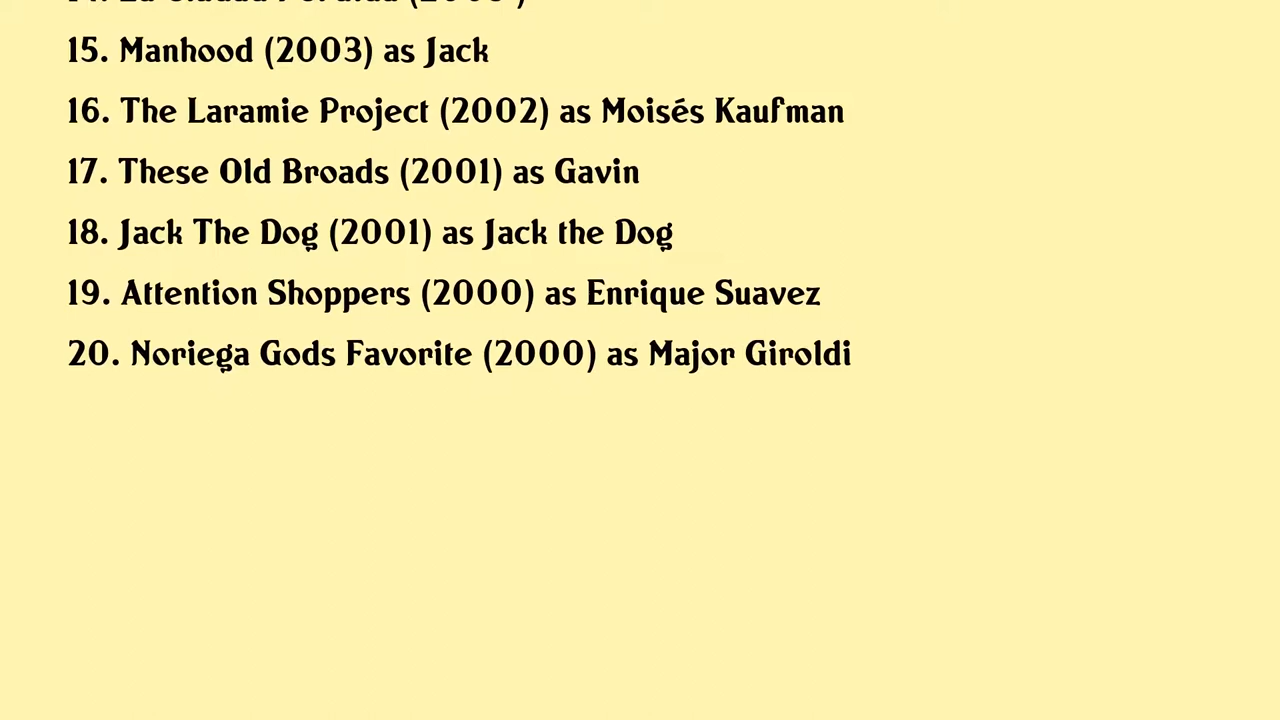 15. Manhood (2003) as Jack
16. The Laramie Project (2002) as Moisés Kaufman
17. These Old Broads (2001) as Gavin
18. Jack The Dog (2001) as Jack the Dog
19. Attention Shoppers (2000) as Enrique Suavez
20. Noriega Gods Favorite (2000) as Major Giroldi